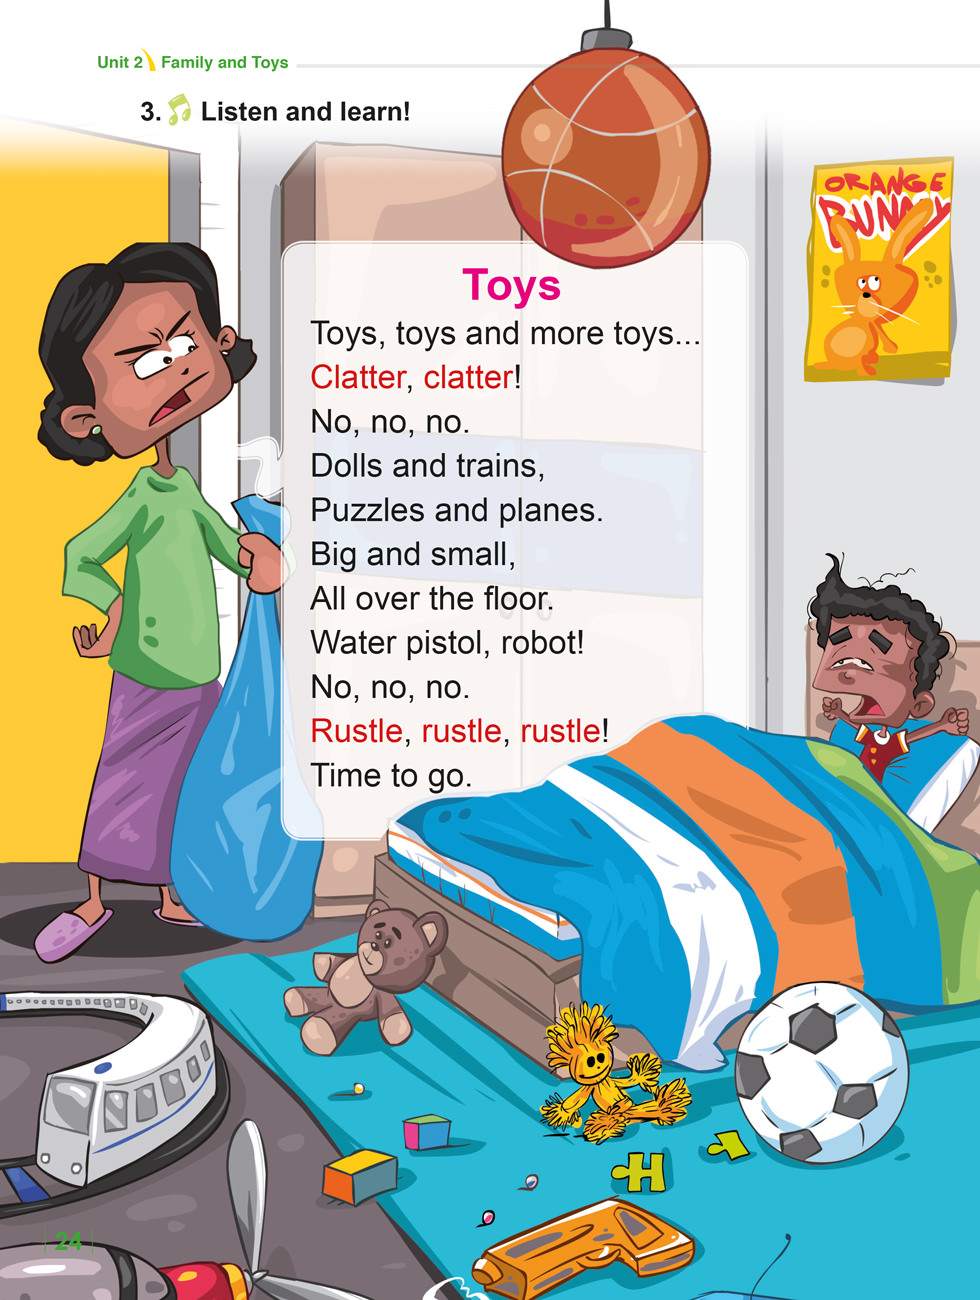 Unit 2 Family and Toys
3. Listen and learn!
ORANGE
BUNNY
Toys
Toys, toys and more toys...
Clatter, clatter!
No, no, no.
Dolls and trains,
Puzzles and planes.
Big and small,
All over the floor.
Water pistol, robot!
No, no, no.
Rustle, rustle, rustle!
Time to go.
24